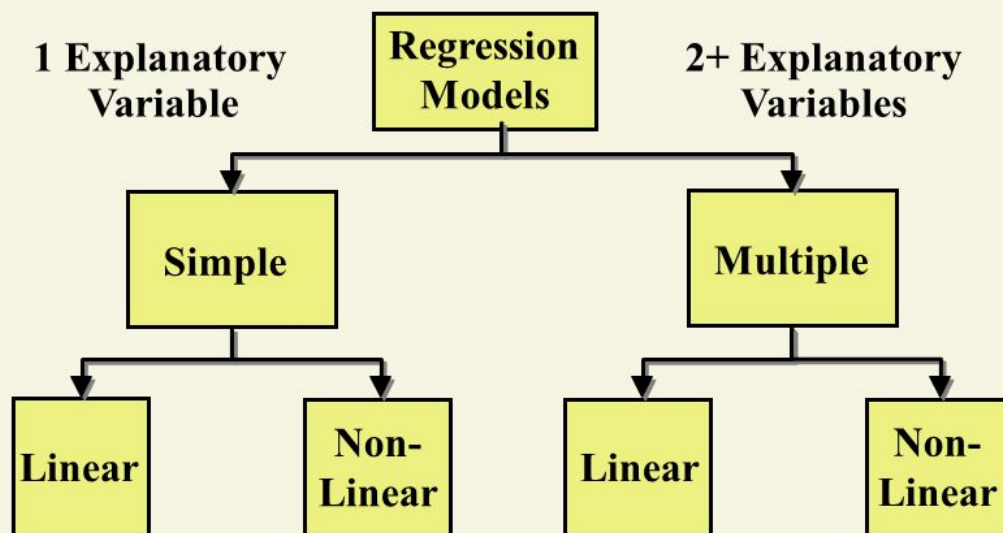 Regression
Models
1 Explanatory
Variable
2+ Explanatory
Variables
Simple
Multiple
Linear
Non-
Linear
Linear
Non-
Linear